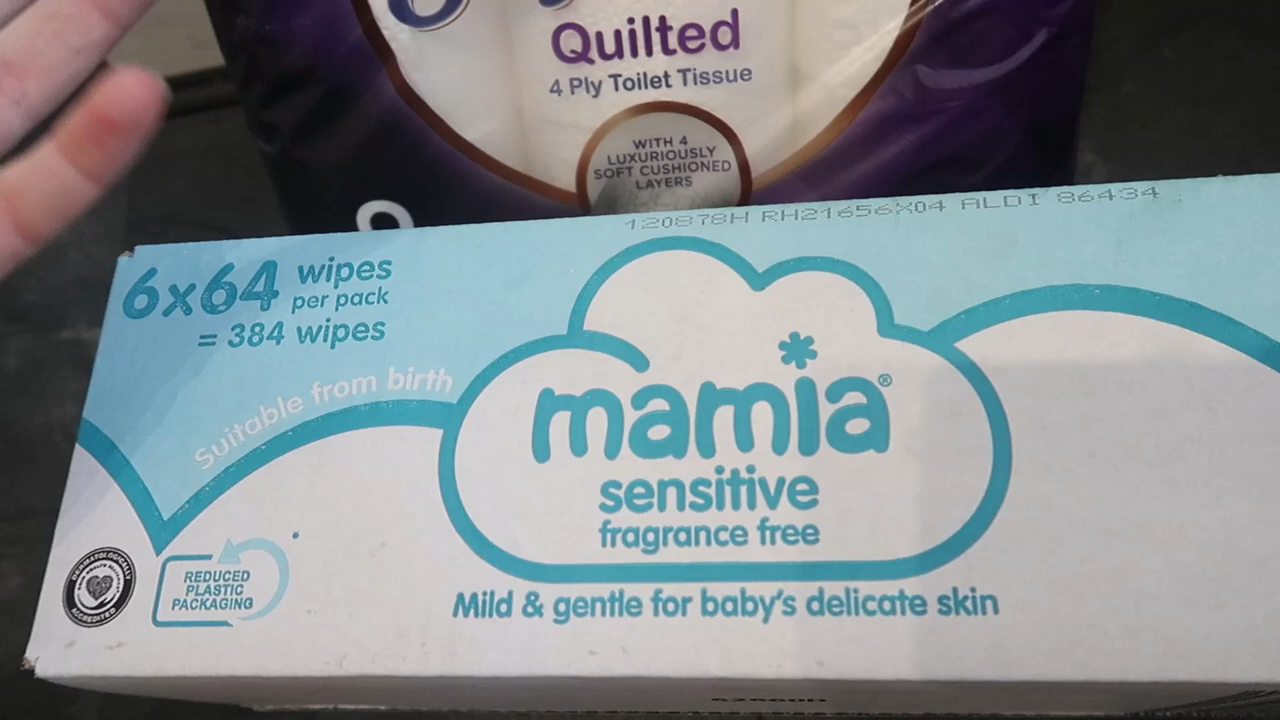 Quilted
4 Ply Toilet Tissue
WITH 4
LUXURIOUSLY
SOFT CUSHIONED
LAYERS
120878H RH21656X04 ALDI 86434
6x64 wipes
per pack
= 384 wipes
Suitable from birth
mamia®
sensitive
fragrance free
Mild & gentle for baby's delicate skin
DERMATOLOGICALLY
ACCREDITED
REDUCED
PLASTIC
PACKAGING